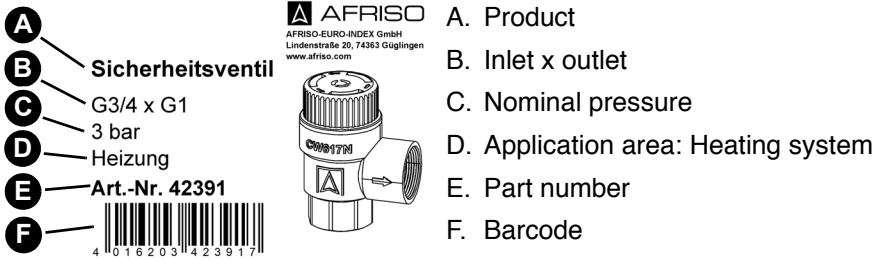 A
B
C
D
E
F
Sicherheitsventil
G3/4 x G1
3 bar
Heizung
Art.-Nr. 42391
4 016203 423917
AFRISO
AFRISO-EURO-INDEX GmbH
Lindenstraße 20, 74363 Güglingen
www.afriso.com
CW617N
A. Product
B. Inlet x outlet
C. Nominal pressure
D. Application area: Heating system
E. Part number
F. Barcode